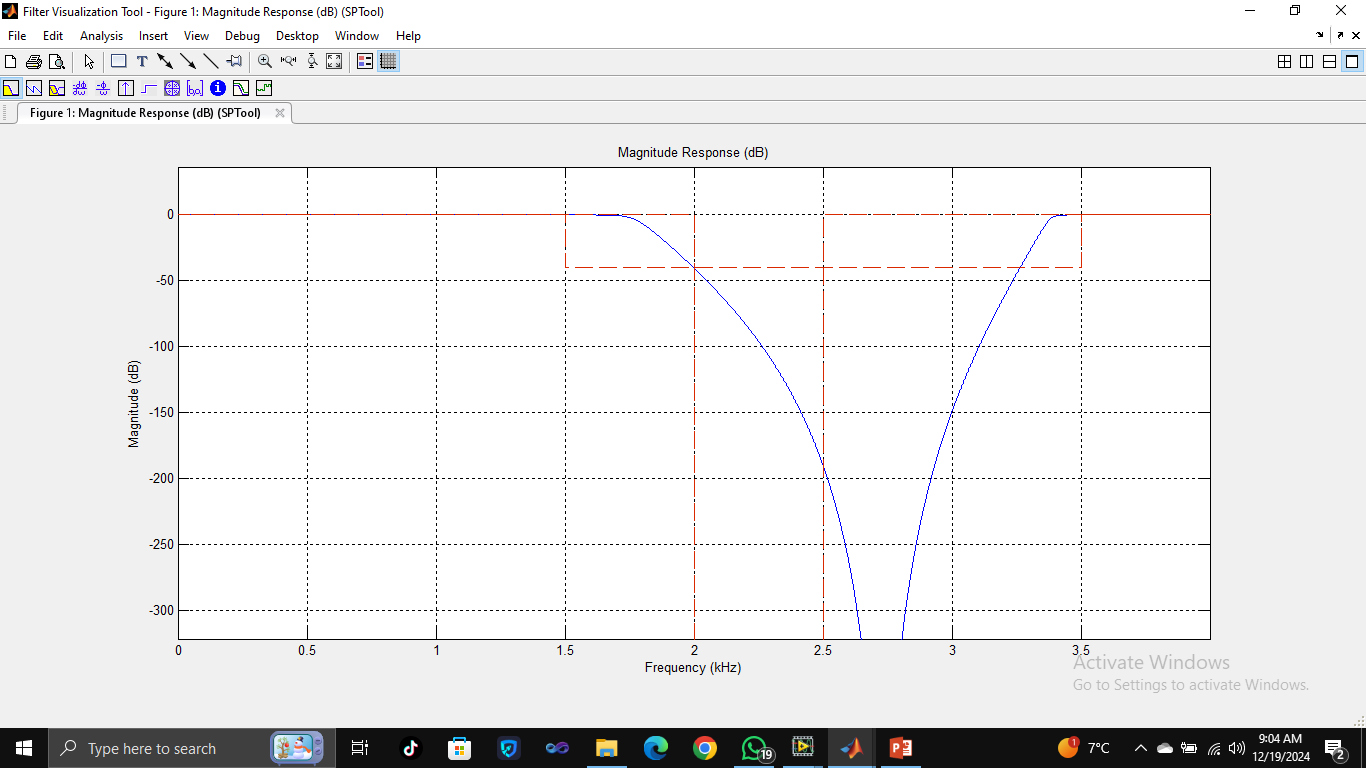 Filter Visualization Tool - Figure 1: Magnitude Response (dB) (SPTool)
File Edit Analysis Insert View Debug Desktop Window Help
Figure 1: Magnitude Response (dB) (SPTool)
Magnitude Response (dB)
0
-50
-100
-150
-200
-250
-300
Magnitude (dB)
0 0.5 1 1.5 2 2.5 3 3.5
Frequency (kHz)
Activate Windows
Go to Settings to activate Windows.
Type here to search
19
1
7°C
9:04 AM
12/19/2024
2